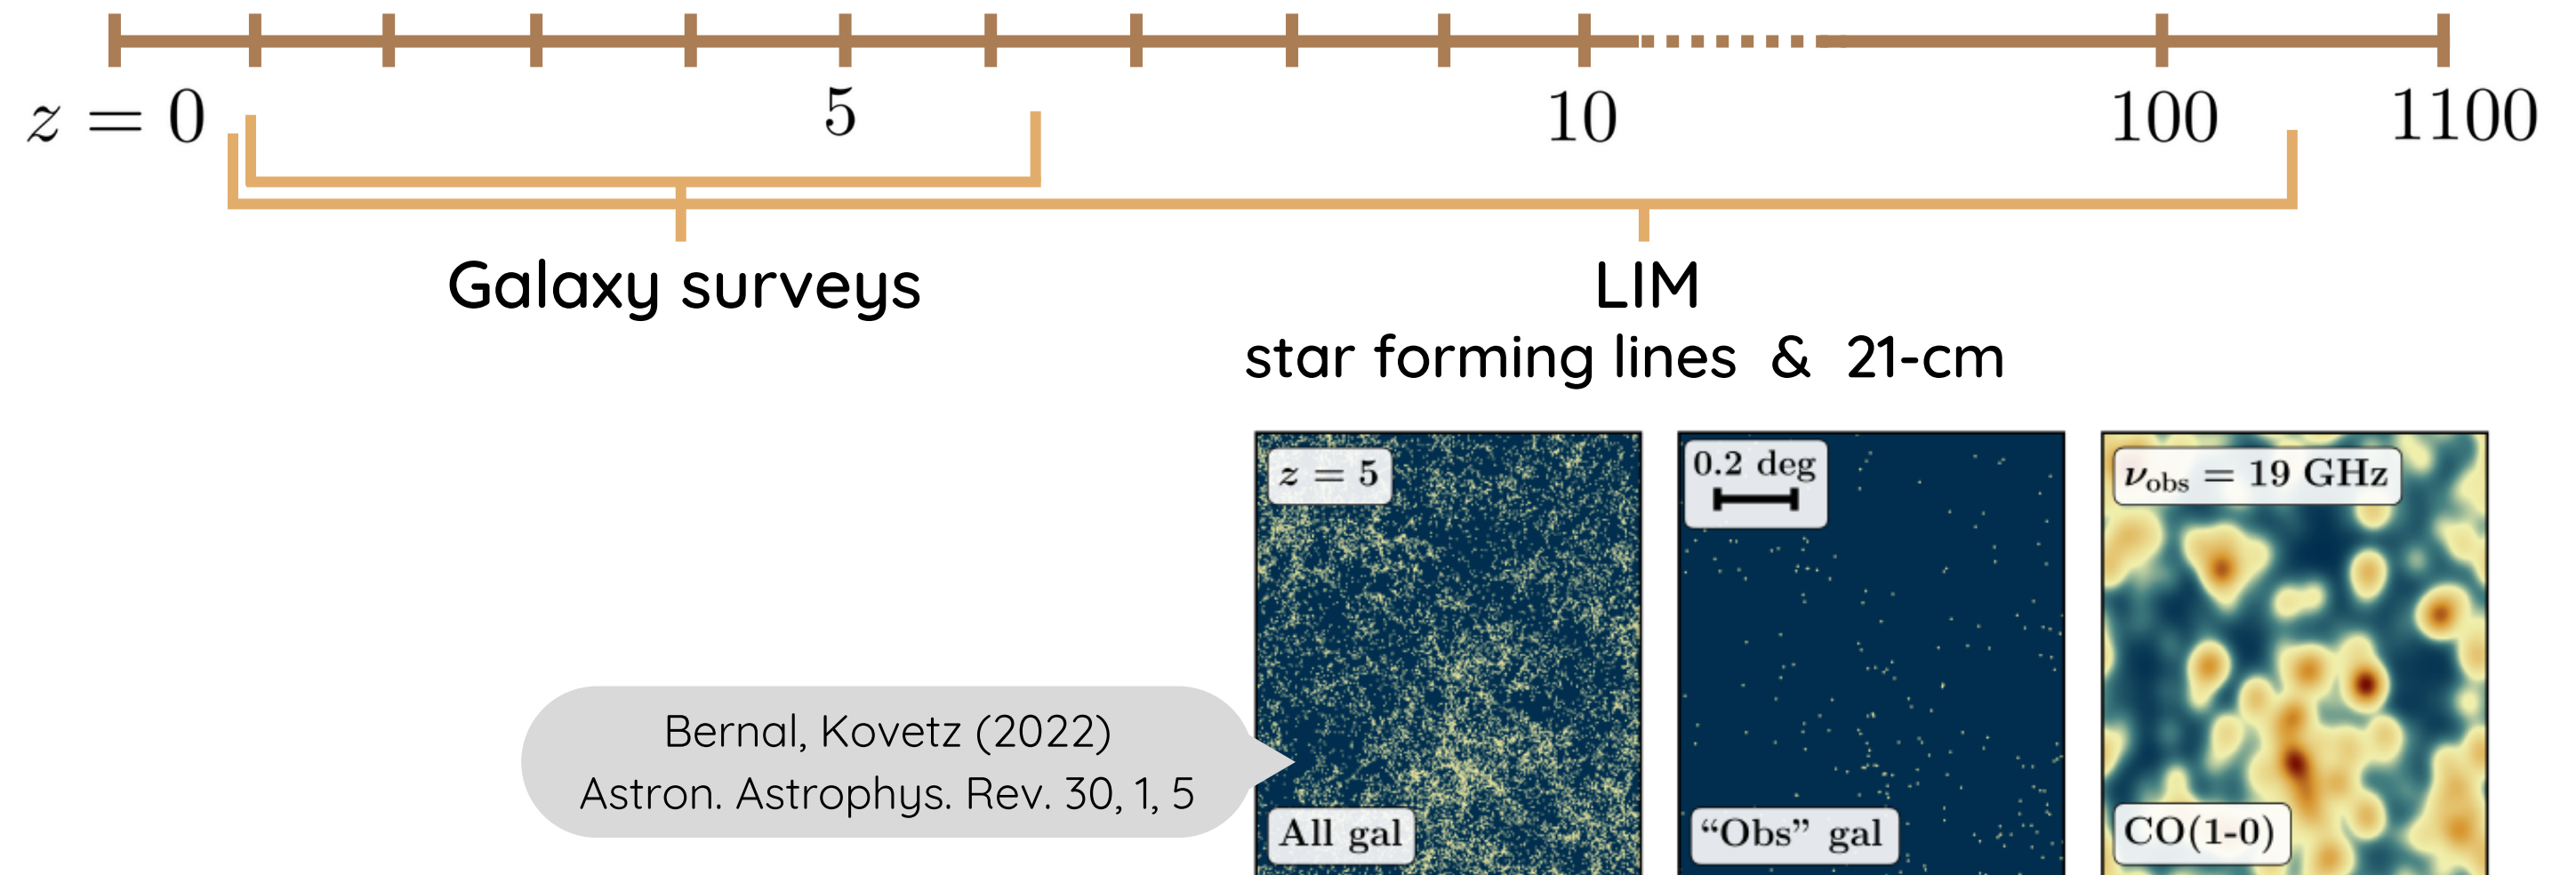 z = 0 5 10 100 1100
Galaxy surveys
LIM
star forming lines & 21-cm
z = 5
0.2 deg
ν_obs = 19 GHz
Bernal, Kovetz (2022)
Astron. Astrophys. Rev. 30, 1, 5
All gal
“Obs” gal
CO(1-0)